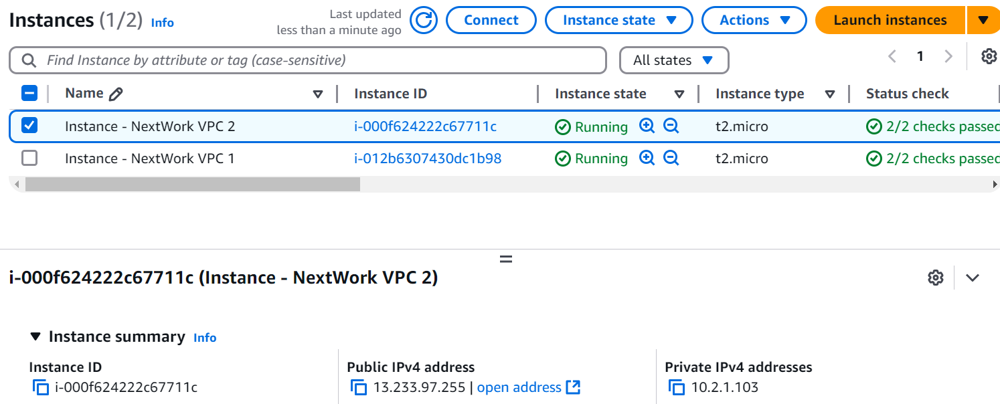 Instances (1/2) Info
Last updated
less than a minute ago
Connect
Instance state
Actions
Launch instances
Find Instance by attribute or tag (case-sensitive)
All states
1
Name Instance ID Instance state Instance type Status check
Instance - NextWork VPC 2 i-000f624222c67711c Running t2.micro 2/2 checks passed
Instance - NextWork VPC 1 i-012b6307430dc1b98 Running t2.micro 2/2 checks passed
i-000f624222c67711c (Instance - NextWork VPC 2)
Instance summary Info
Instance ID Public IPv4 address Private IPv4 addresses
i-000f624222c67711c 13.233.97.255 | open address 10.2.1.103